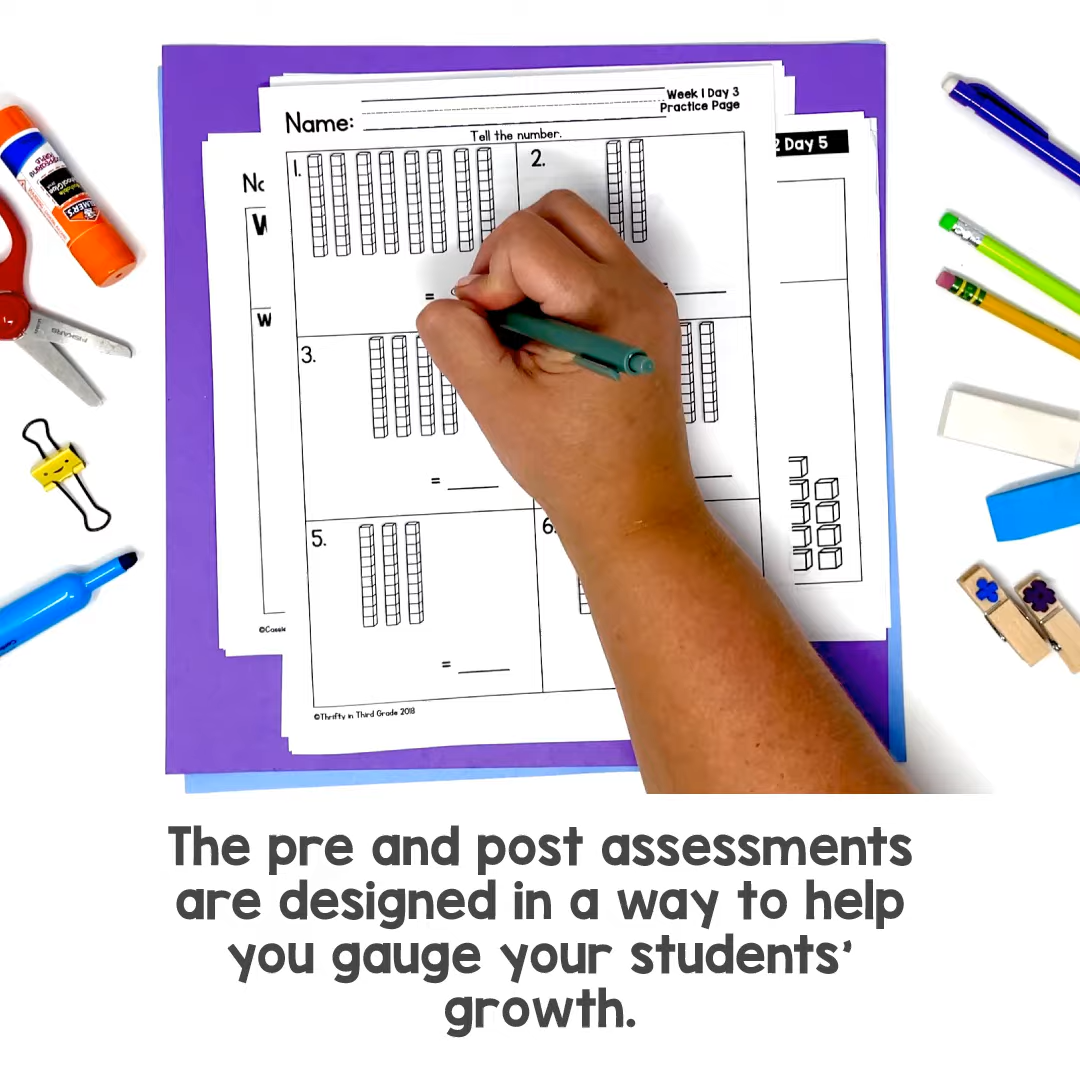 Week 1 Day 3
Practice Page
Name:
Tell the number.
1.
2.
=
=
3.
=
5.
6.
=
©Thrifty in Third Grade 2018
2 Day 5
W
©Cassie
ELMER'S
FISKARS
The pre and post assessments
are designed in a way to help
you gauge your students'
growth.